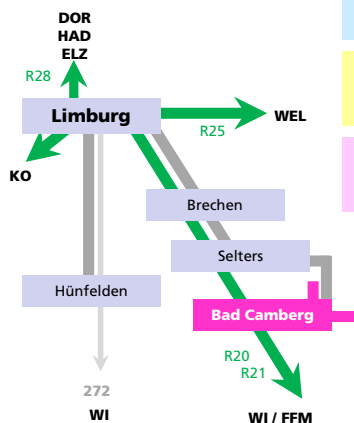 DOR
HAD
ELZ
R28
Limburg
WEL
R25
KO
Brechen
Selters
Hünfelden
Bad Camberg
R20
R21
272
WI
WI / FFM